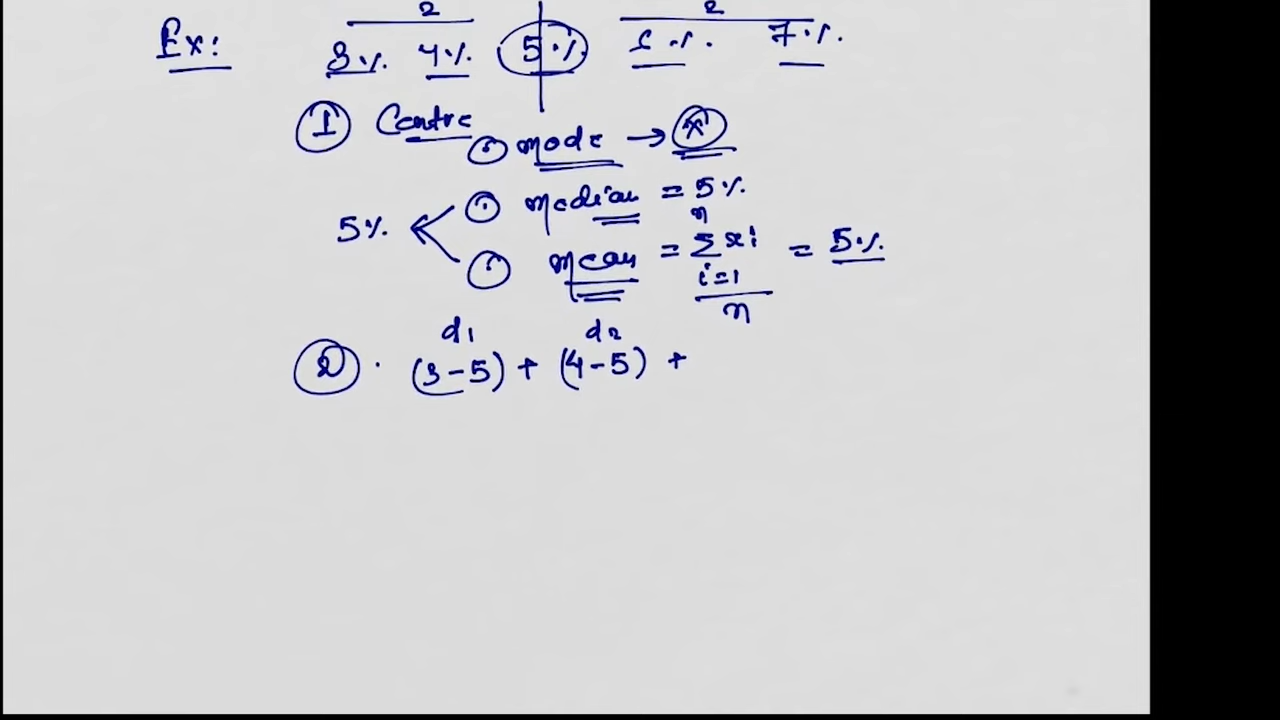 2 2
Ex: 3% 4% 5% 6%. 7%.
① Centre
• mode → x
• median = 5%
5%
• mean = n Σ i=1 xi / n = 5%
d1 d2
② • (3-5) + (4-5) +